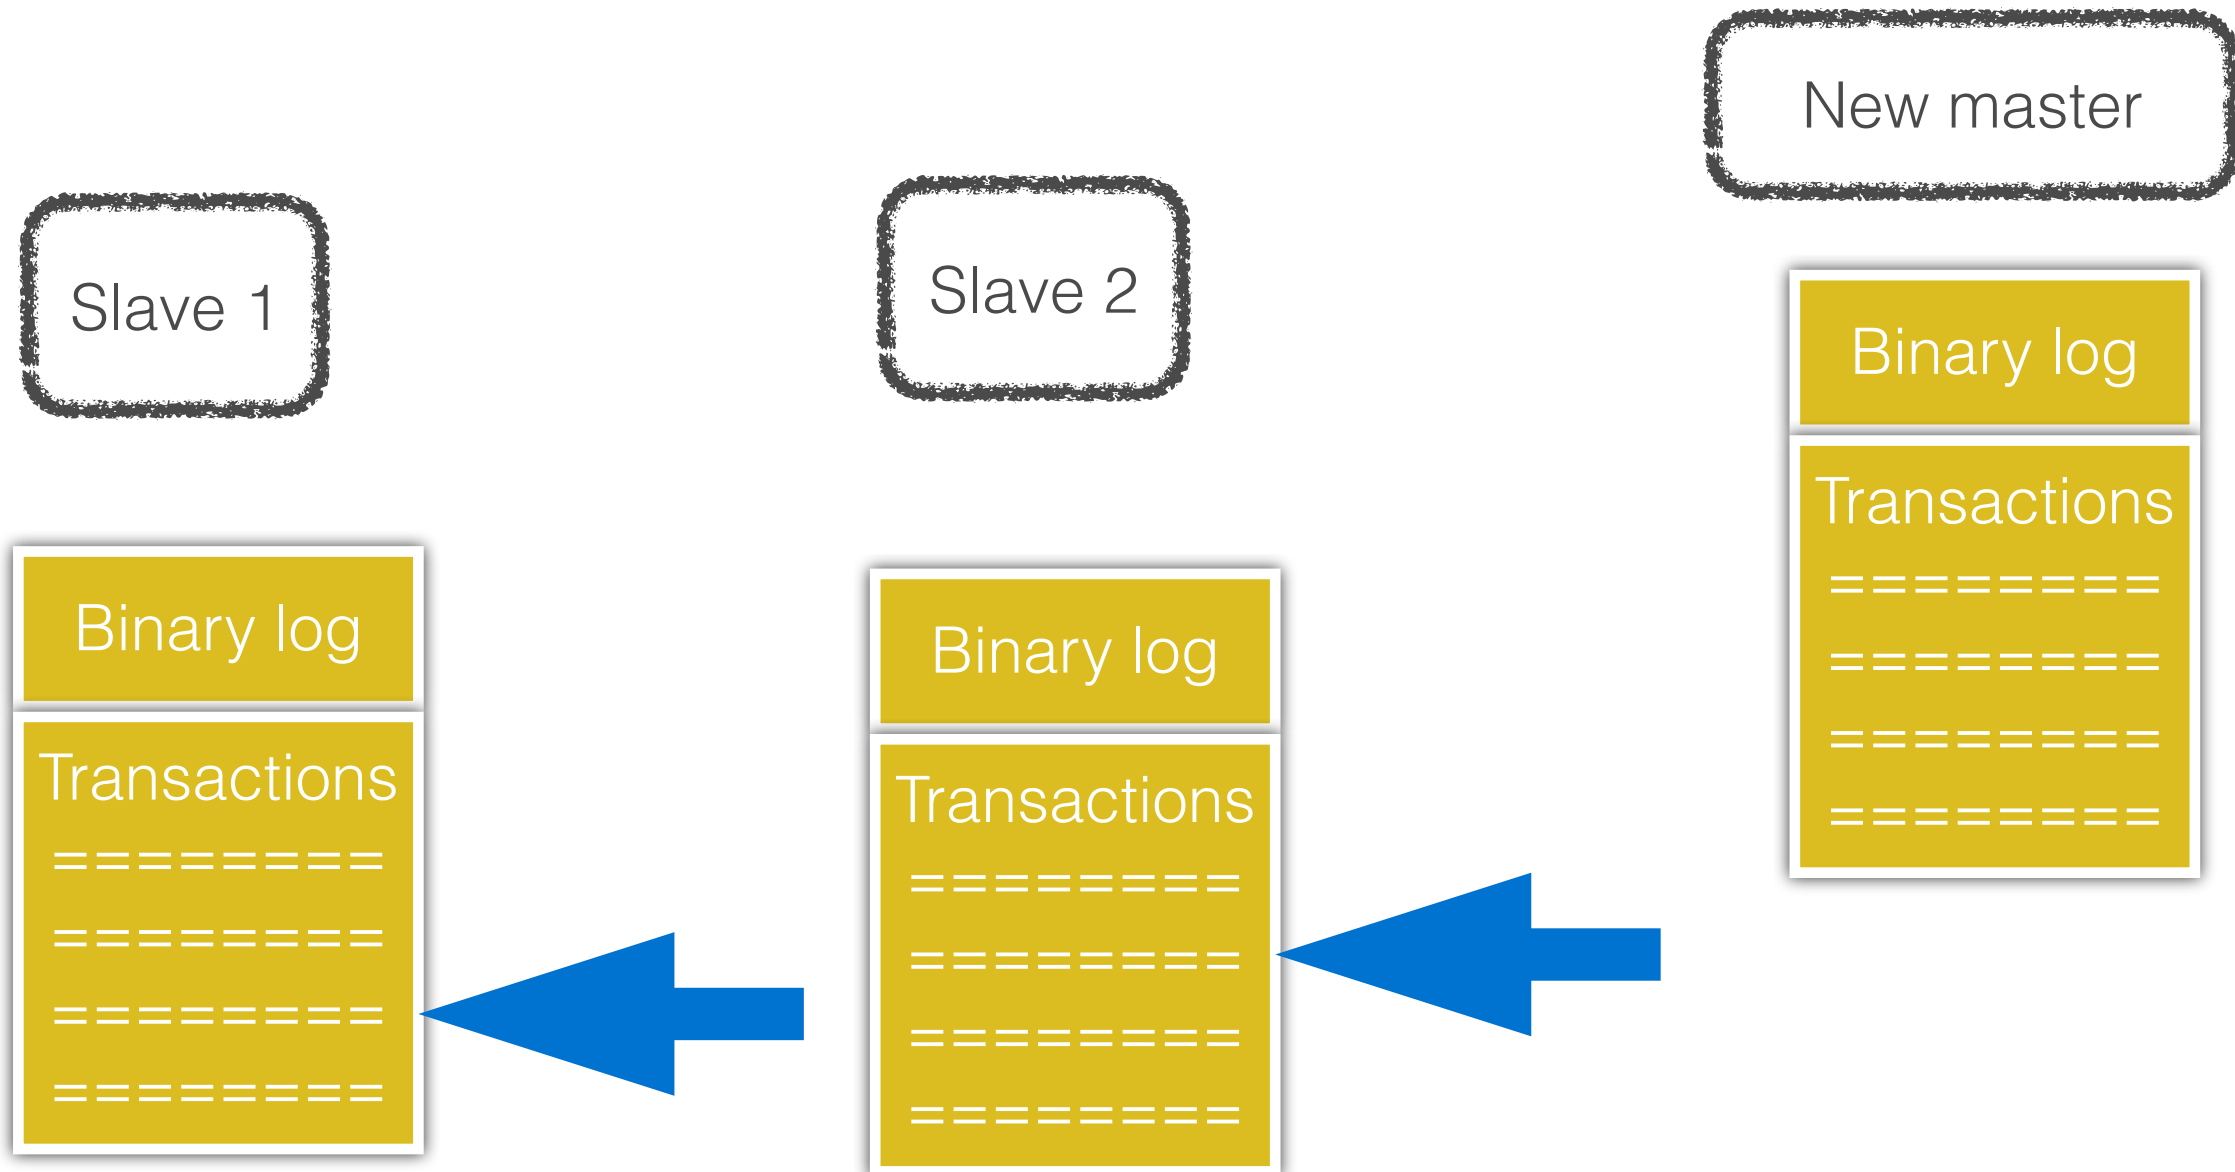 New master
Slave 1
Slave 2
Binary log
Transactions
========
========
========
========
Binary log
Transactions
========
========
========
========
Binary log
Transactions
========
========
========
========